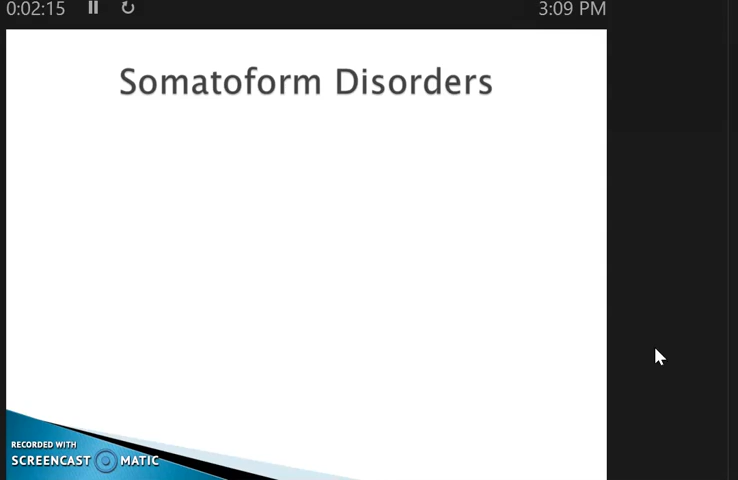 0:02:15
3:09 PM
Somatoform Disorders
RECORDED WITH
SCREENCAST MATIC